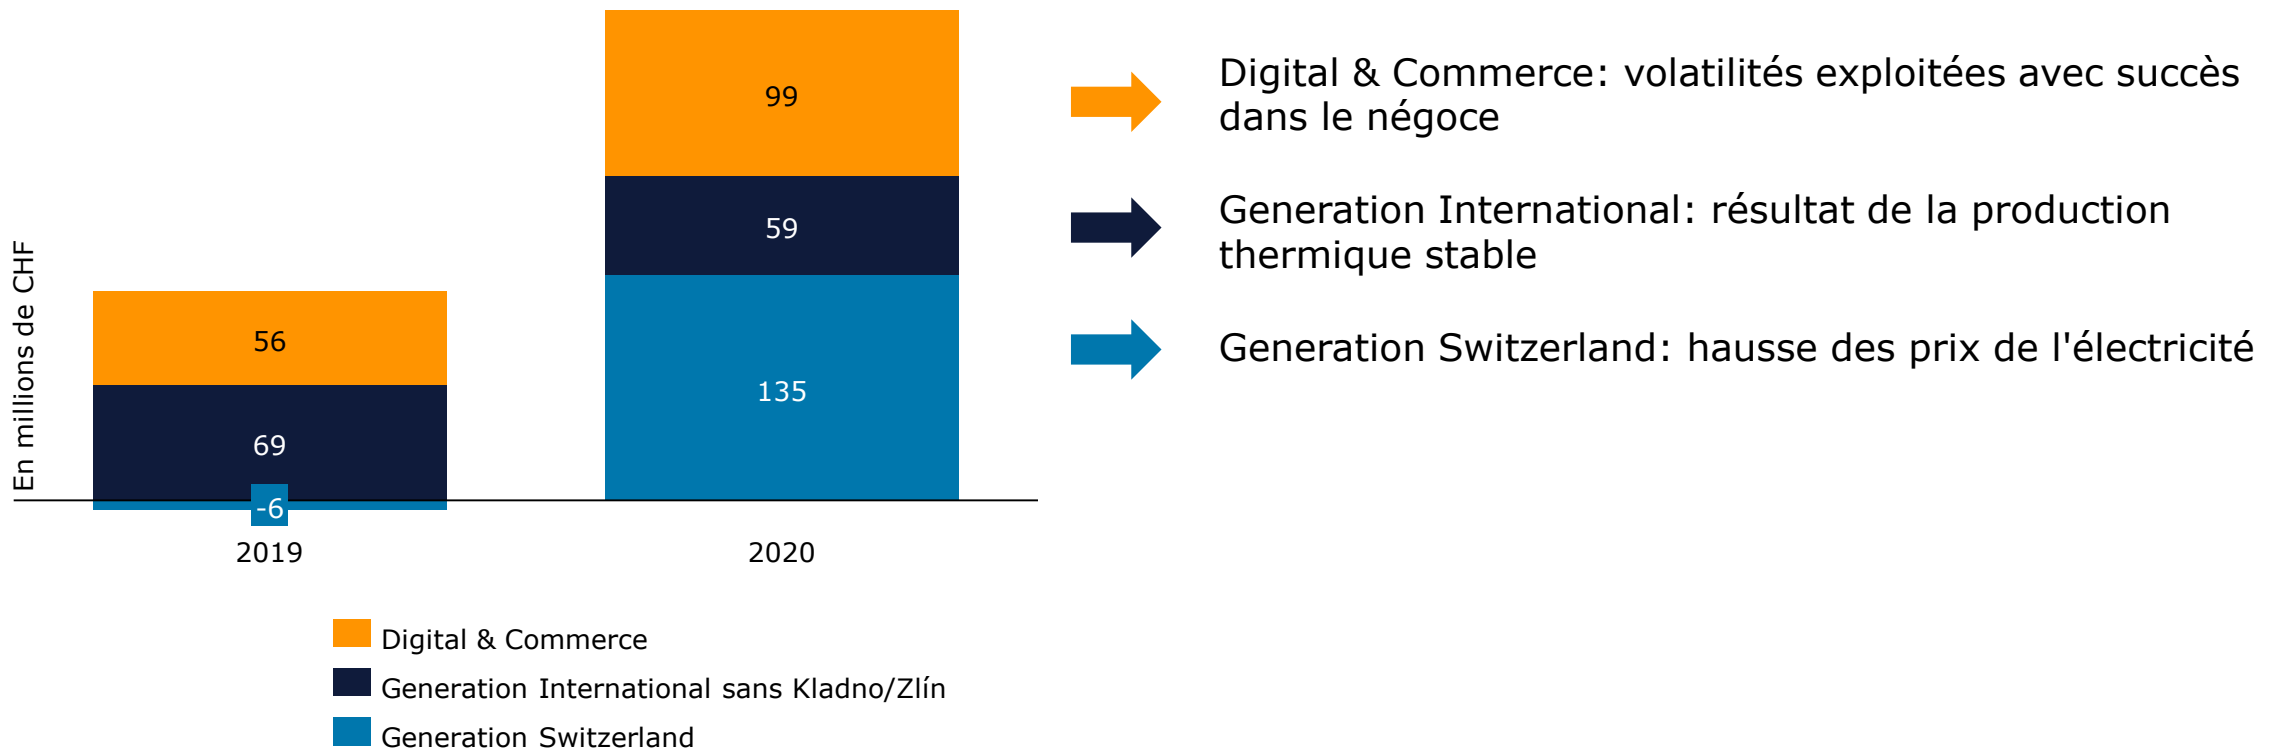 En millions de CHF
99
59
135
56
69
-6
2019
2020
Digital & Commerce
Generation International sans Kladno/Zlín
Generation Switzerland
Digital & Commerce: volatilités exploitées avec succès
dans le négoce
Generation International: résultat de la production
thermique stable
Generation Switzerland: hausse des prix de l'électricité